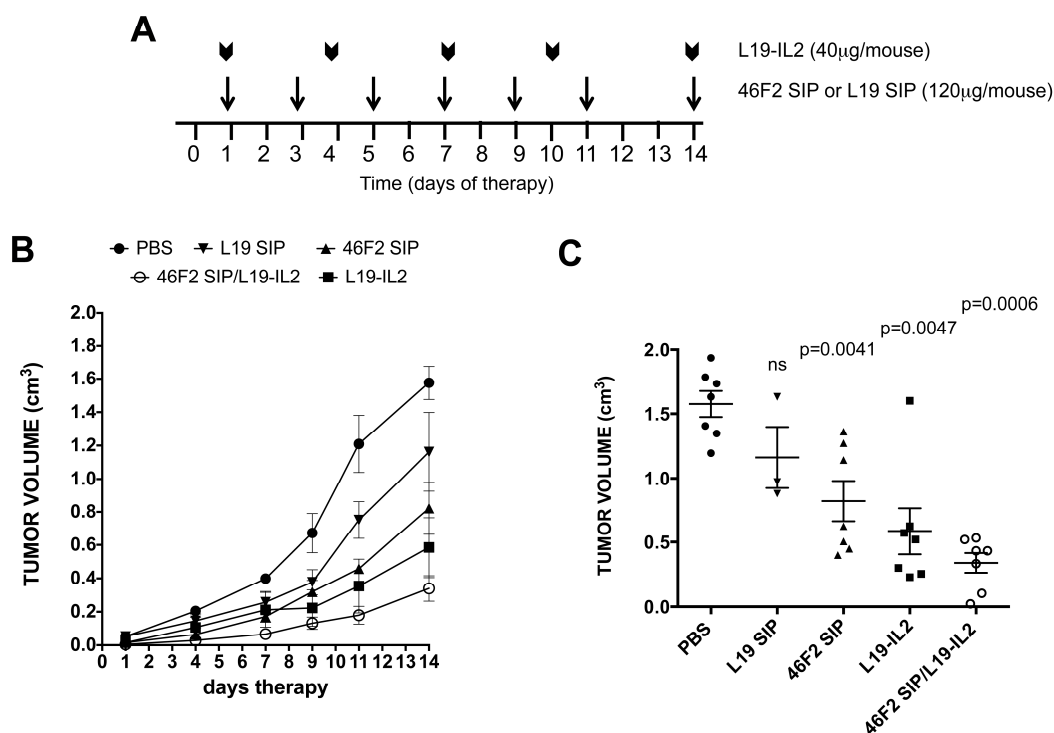 A
L19-IL2 (40µg/mouse)
46F2 SIP or L19 SIP (120µg/mouse)
0 1 2 3 4 5 6 7 8 9 10 11 12 13 14
Time (days of therapy)
B
PBS L19 SIP 46F2 SIP
46F2 SIP/L19-IL2 L19-IL2
TUMOR VOLUME (cm³)
2.0
1.8
1.6
1.4
1.2
1.0
0.8
0.6
0.4
0.2
0.0
0 1 2 3 4 5 6 7 8 9 10 11 12 13 14
days therapy
C
p=0.0006
p=0.0047
p=0.0041
ns
TUMOR VOLUME (cm³)
2.0
1.5
1.0
0.5
0.0
PBS
L19 SIP
46F2 SIP
L19-IL2
46F2 SIP/L19-IL2